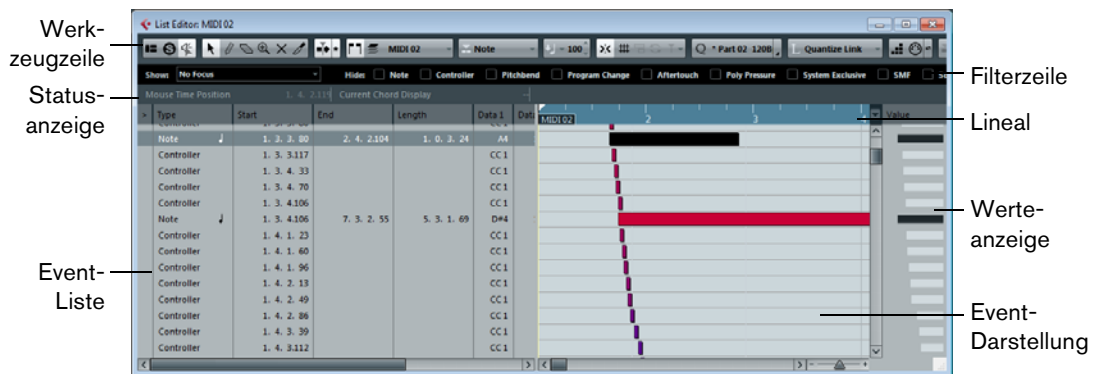 List Editor: MIDI 02
Werk-
zeugzeile
100
MIDI 02
Note
Q
* Part 02 120B
Quantize Link
Show: No Focus
Hide: Note Controller Pitchbend Program Change Aftertouch Poly Pressure System Exclusive SMF
Filterzeile
Status-
anzeige
Mouse Time Position 1. 4. 2.119 Current Chord Display
> Type Start End Length Data 1
MIDI 02 2 3
Value
Lineal
Note 1. 3. 3. 80 2. 4. 2.104 1. 0. 3. 24 A4
Controller 1. 3. 3.117 CC 1
Controller 1. 3. 4. 33 CC 1
Controller 1. 3. 4. 70 CC 1
Controller 1. 3. 4.106 CC 1
Note 1. 3. 4.106 7. 3. 2. 55 5. 3. 1. 69 D#4
Controller 1. 4. 1. 23 CC 1
Controller 1. 4. 1. 60 CC 1
Controller 1. 4. 1. 96 CC 1
Controller 1. 4. 2. 13 CC 1
Controller 1. 4. 2. 49 CC 1
Controller 1. 4. 2. 86 CC 1
Controller 1. 4. 3. 39 CC 1
Controller 1. 4. 3.112 CC 1
Werte-
anzeige
Event-
Liste
Event-
Darstellung